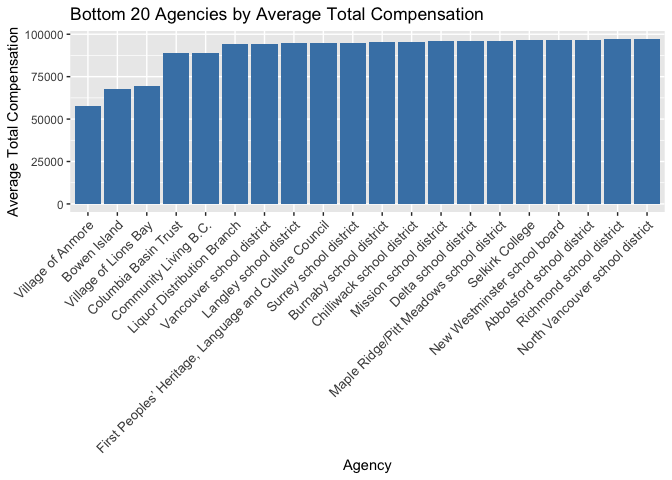 Bottom 20 Agencies by Average Total Compensation
Average Total Compensation
100000
75000
50000
25000
0
Village of Anmore
Bowen Island
Village of Lions Bay
Columbia Basin Trust
Community Living B.C.
Liquor Distribution Branch
Vancouver school district
Langley school district
First Peoples' Heritage, Language and Culture Council
Surrey school district
Burnaby school district
Chilliwack school district
Mission school district
Delta school district
Maple Ridge/Pitt Meadows school district
Selkirk College
New Westminster school board
Abbotsford school district
Richmond school district
North Vancouver school district
Agency